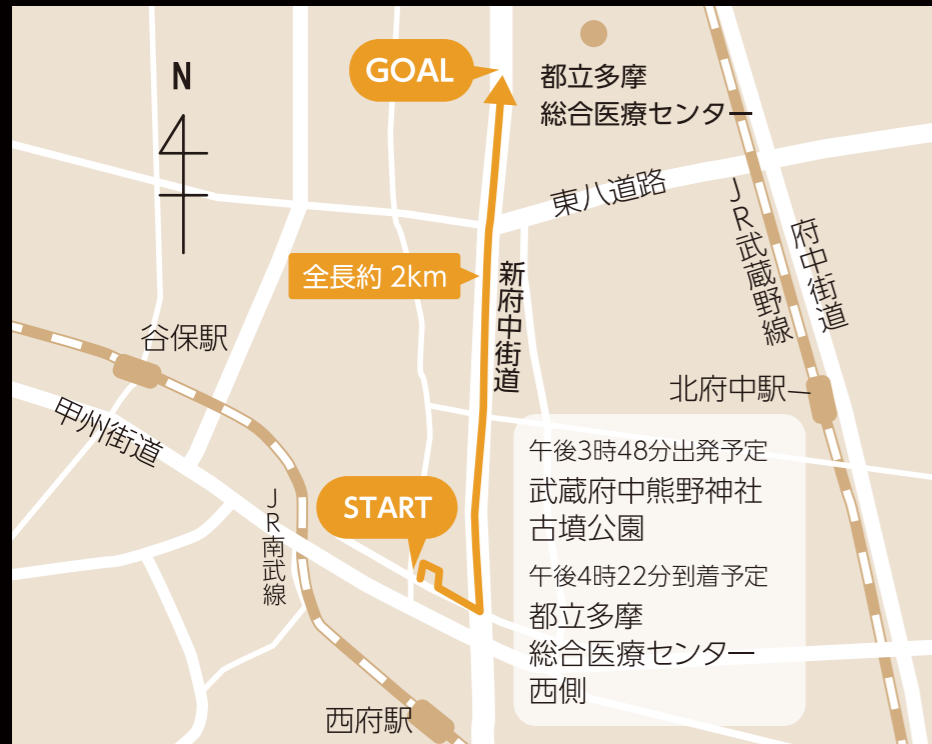 N
GOAL
都立多摩
総合医療センター
東八道路
JR武蔵野線
府中街道
全長約 2km
新府中街道
谷保駅
北府中駅
甲州街道
JR南武線
START
午後3時48分出発予定
武蔵府中熊野神社
古墳公園
午後4時22分到着予定
都立多摩
総合医療センター
西側
西府駅